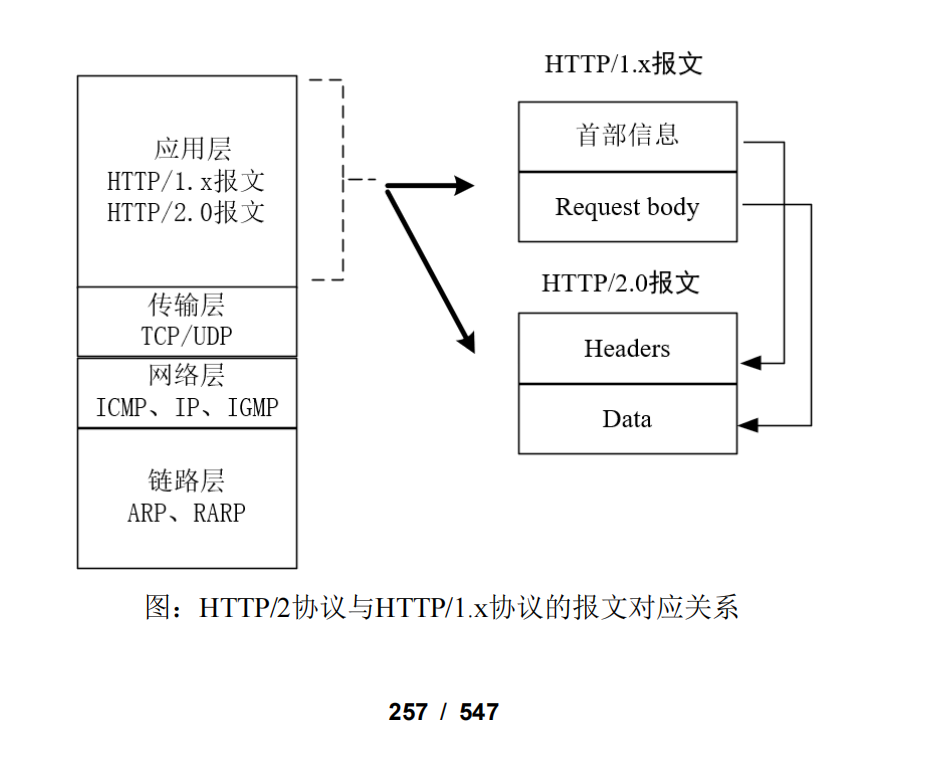 应用层
HTTP/1.x报文
HTTP/2.0报文
传输层
TCP/UDP
网络层
ICMP、IP、IGMP
链路层
ARP、RARP
HTTP/1.x报文
首部信息
Request body
HTTP/2.0报文
Headers
Data
图：HTTP/2协议与HTTP/1.x协议的报文对应关系
257 / 547